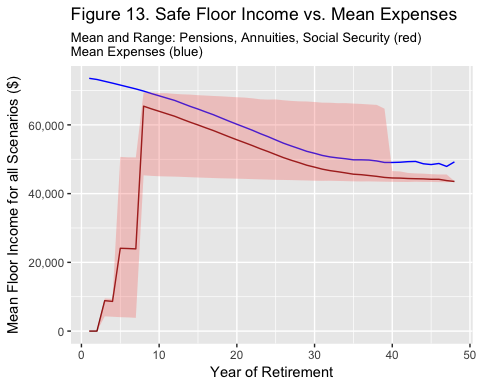 Figure 13. Safe Floor Income vs. Mean Expenses
Mean and Range: Pensions, Annuities, Social Security (red)
Mean Expenses (blue)
Mean Floor Income for all Scenarios ($)
60,000
40,000
20,000
0
0 10 20 30 40 50
Year of Retirement